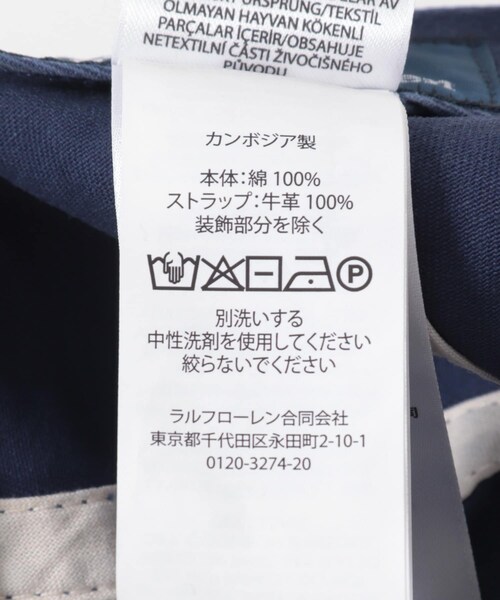 OLMAYAN HAYVAN KÖKENLİ
PARÇALAR İÇERİR/OBSAHUJE
NETEXTILNÍ ČÁSTI ŽIVOČIŠNÉHO
PŮVODU
カンボジア製
本体:綿 100%
ストラップ:牛革 100%
装飾部分を除く
P
別洗いする
中性洗剤を使用してください
絞らないでください
ラルフローレン合同会社
東京都千代田区永田町2-10-1
0120-3274-20